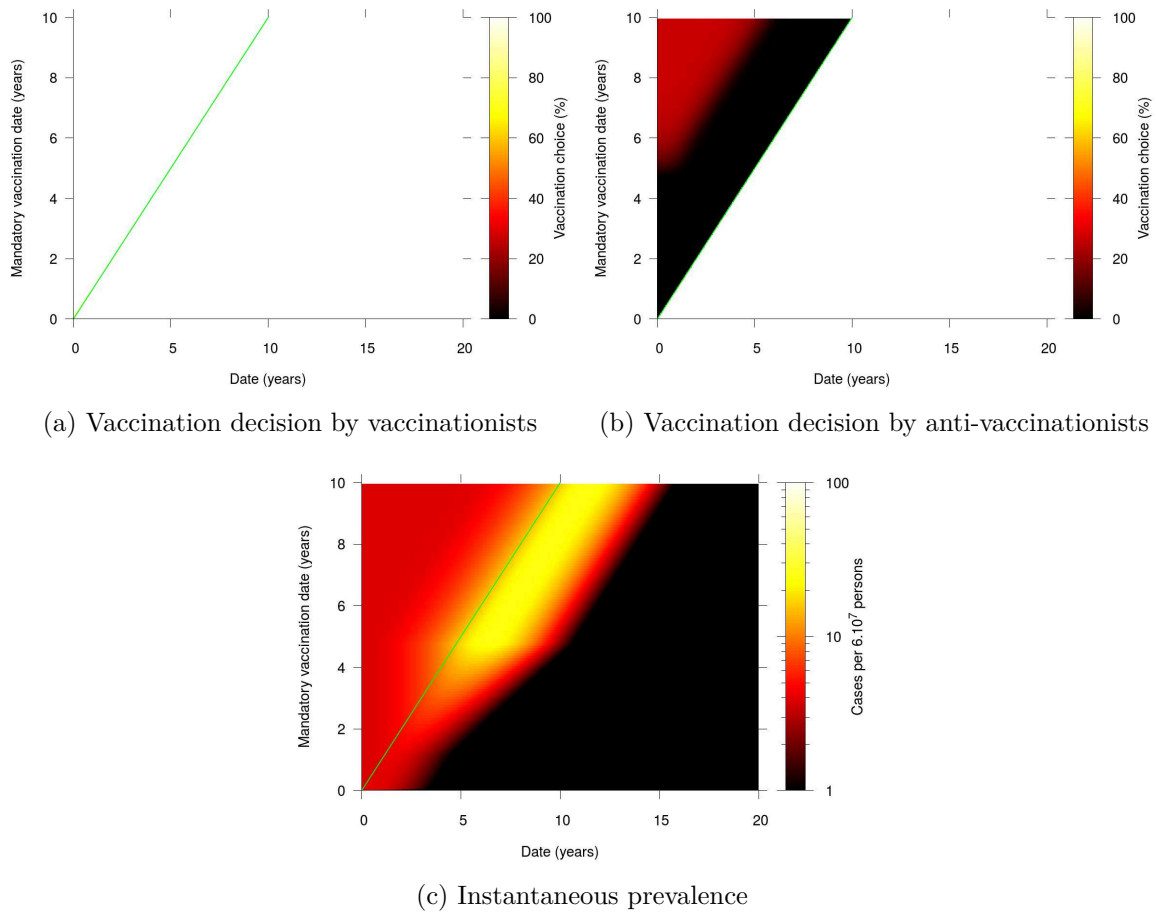 10
8
6
4
2
0
Mandatory vaccination date (years)
0 5 10 15 20
Date (years)
100
80
60
40
20
0
Vaccination choice (%)
(a) Vaccination decision by vaccinationists
10
8
6
4
2
0
Mandatory vaccination date (years)
0 5 10 15 20
Date (years)
100
80
60
40
20
0
Vaccination choice (%)
(b) Vaccination decision by anti-vaccinationists
10
8
6
4
2
0
Mandatory vaccination date (years)
0 5 10 15 20
Date (years)
100
10
1
Cases per 6.10⁷ persons
(c) Instantaneous prevalence